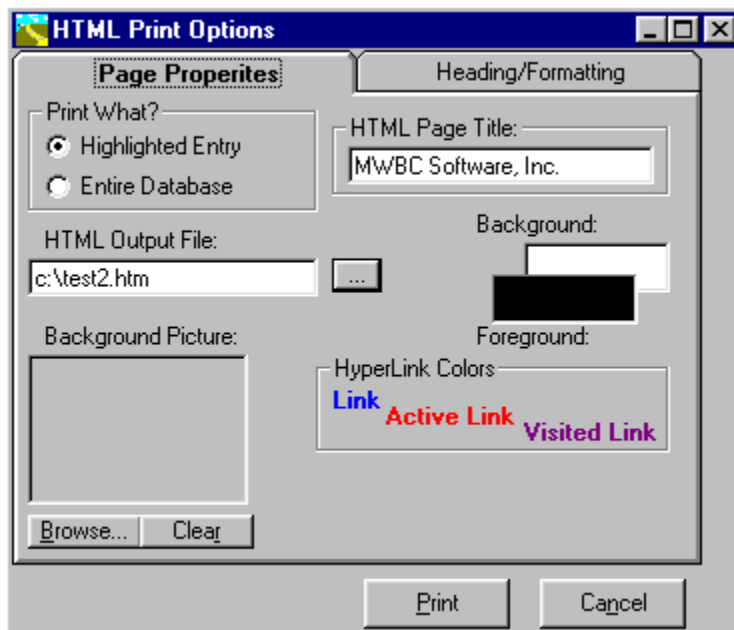 HTML Print Options
Page Properites
Heading/Formatting
Print What?
Highlighted Entry
Entire Database
HTML Page Title:
MWBC Software, Inc.
HTML Output File:
c:\test2.htm
...
Background:
Foreground:
Background Picture:
HyperLink Colors
Link
Active Link
Visited Link
Browse...
Clear
Print
Cancel